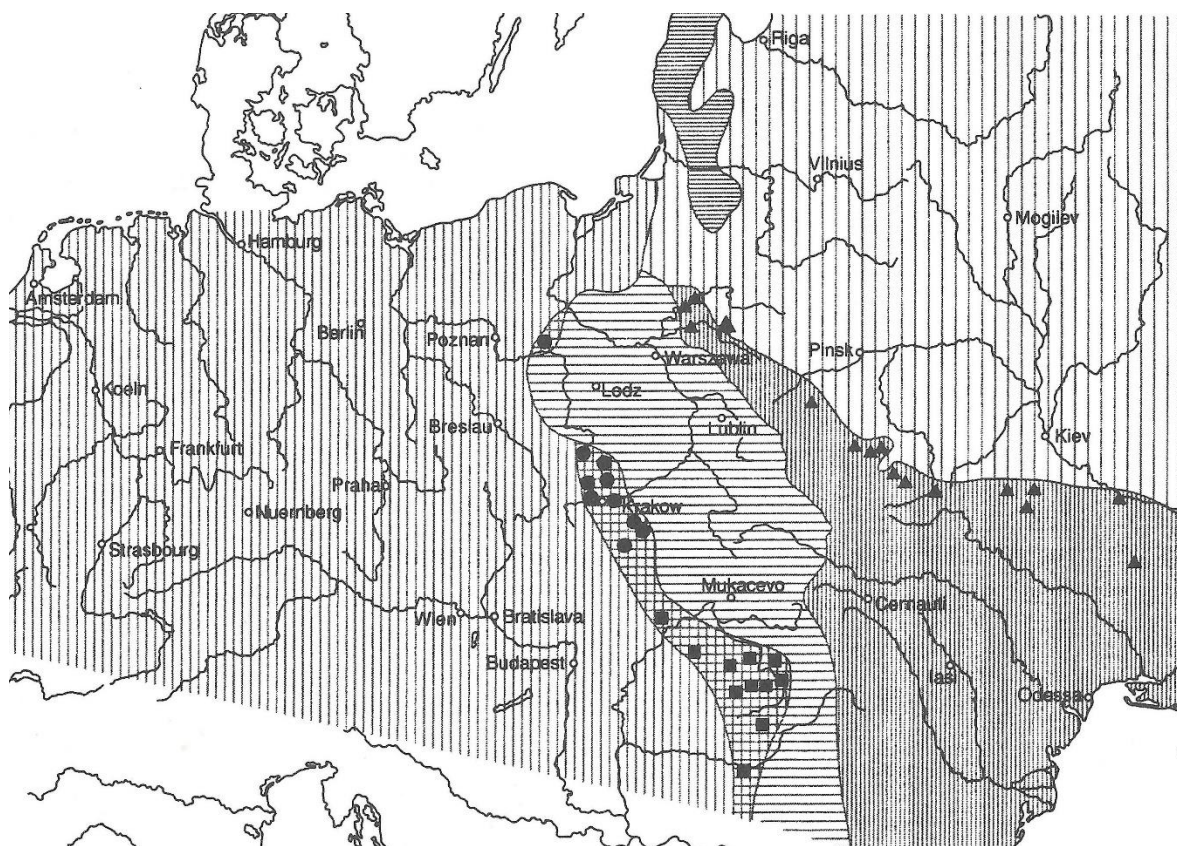 Riga
Vilnius
Mogilev
Hamburg
Amsterdam
Berlin
Poznan
Warszawa
Pinsk
Koeln
Lodz
Lublin
Breslau
Kiev
Frankfurt
Praha
Krakow
Nuernberg
Strasbourg
Mukacevo
Cernauti
Wien
Bratislava
Budapest
Iasi
Odessa